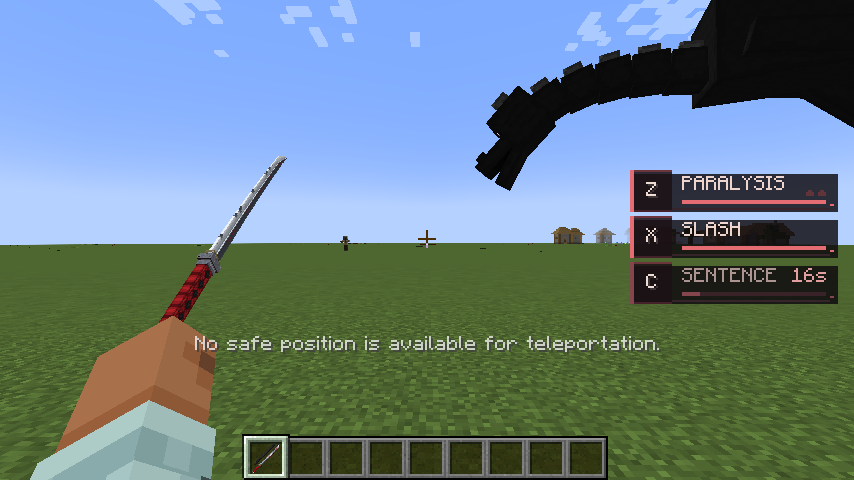 Z PARALYSIS
X SLASH
C SENTENCE 16s
No safe position is available for teleportation.